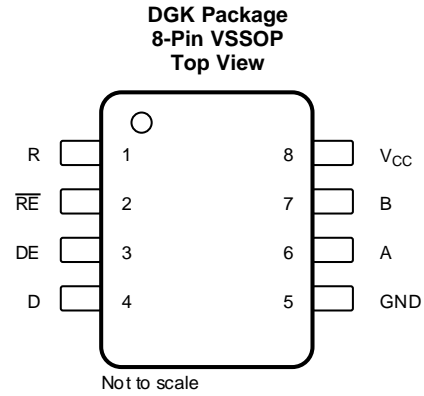 DGK Package
8-Pin VSSOP
Top View
R 1 8 VCC
RE 2 7 B
DE 3 6 A
D 4 5 GND
Not to scale